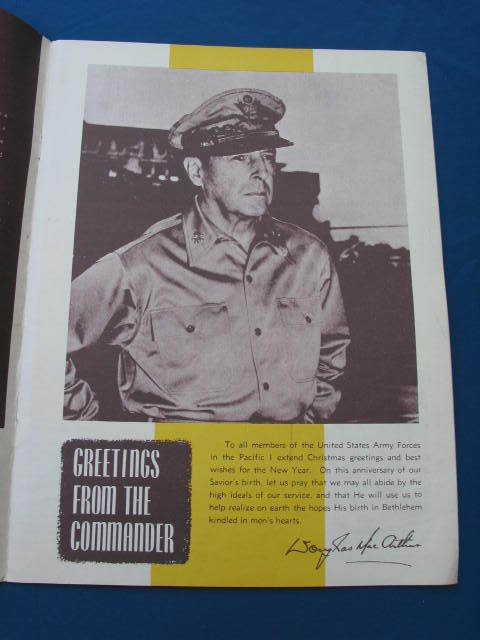 GREETINGS
FROM THE
COMMANDER
To all members of the United States Army Forces
in the Pacific I extend Christmas greetings and best
wishes for the New Year. On this anniversary of our
Savior's birth, let us pray that we may all abide by the
high ideals of our service, and that He will use us to
help realize on earth the hopes His birth in Bethlehem
kindled in men's hearts.
Douglas MacArthur